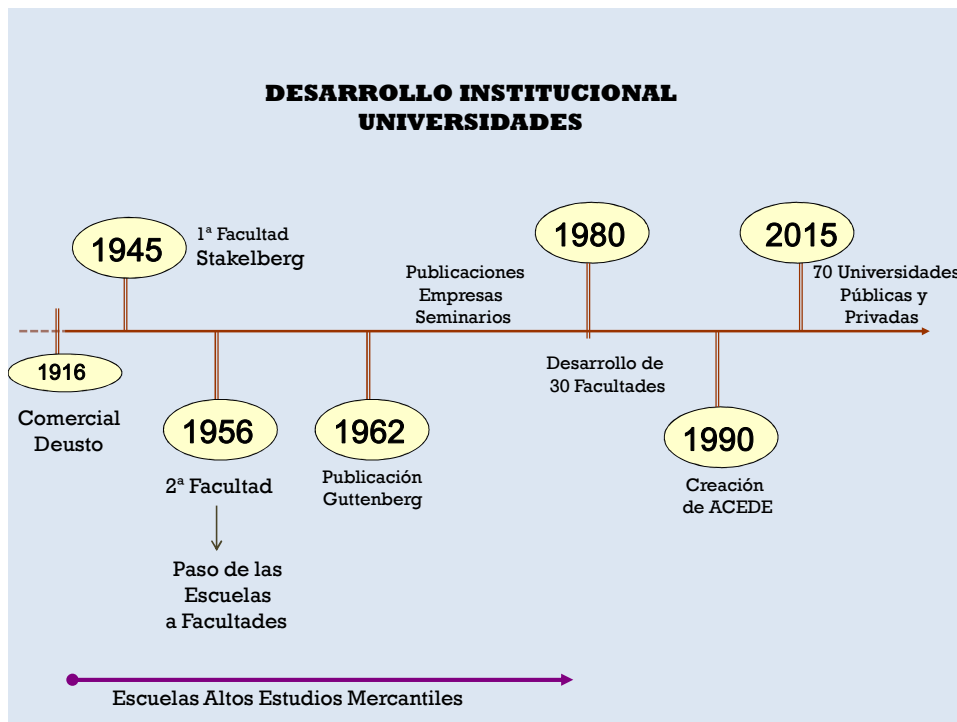 DESARROLLO INSTITUCIONAL
UNIVERSIDADES
1945
1ª Facultad
Stakelberg
Publicaciones
Empresas
Seminarios
1980
2015
70 Universidades
Públicas y
Privadas
1916
Comercial
Deusto
1956
2ª Facultad
Paso de las
Escuelas
a Facultades
1962
Publicación
Guttenberg
Desarrollo de
30 Facultades
1990
Creación
de ACEDE
Escuelas Altos Estudios Mercantiles